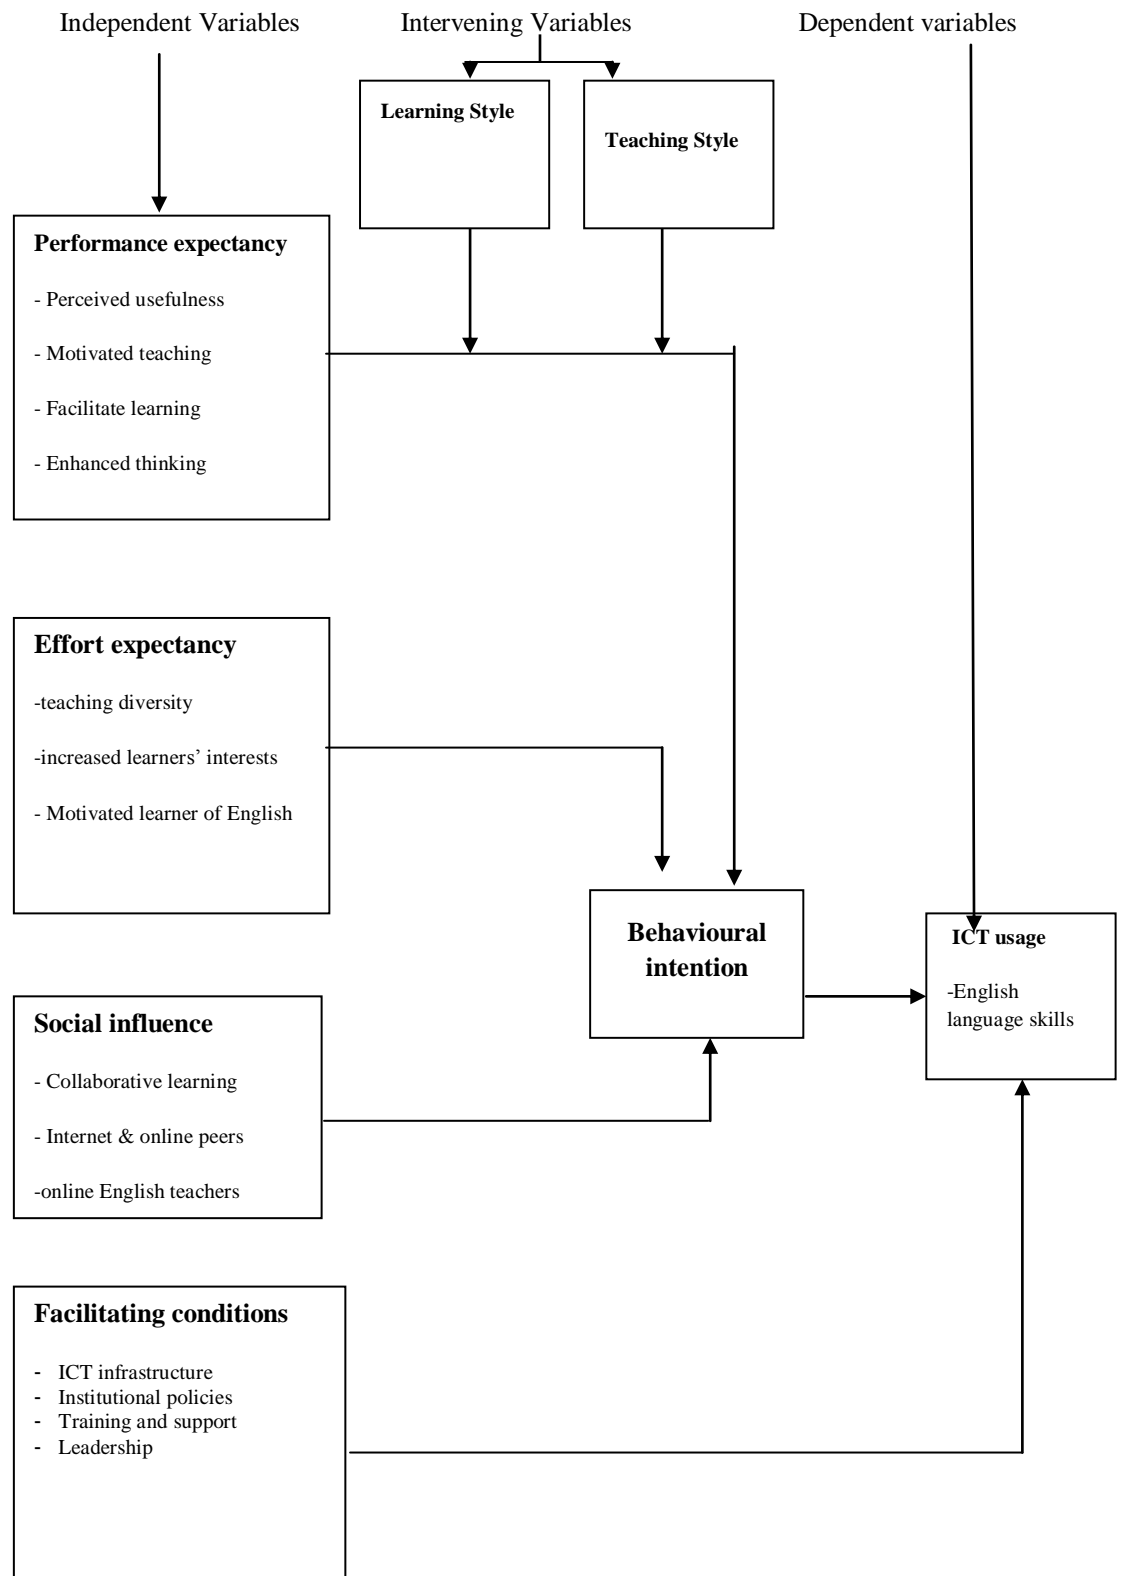 Independent Variables
Intervening Variables
Dependent variables
Learning Style
Teaching Style
Performance expectancy
- Perceived usefulness
- Motivated teaching
- Facilitate learning
- Enhanced thinking
Effort expectancy
-teaching diversity
-increased learners’ interests
- Motivated learner of English
Behavioural
intention
ICT usage
-English
language skills
Social influence
- Collaborative learning
- Internet & online peers
-online English teachers
Facilitating conditions
- ICT infrastructure
- Institutional policies
- Training and support
- Leadership